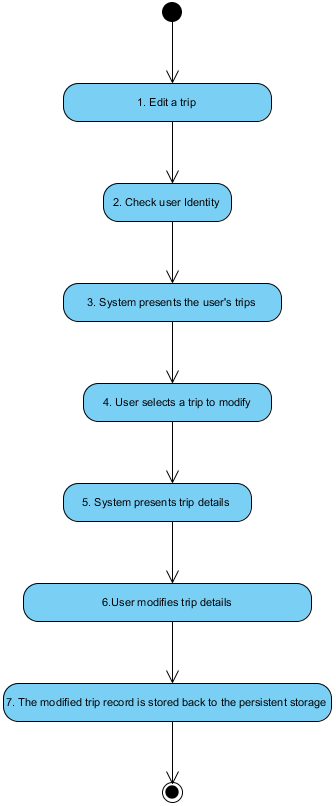 1. Edit a trip
2. Check user Identity
3. System presents the user's trips
4. User selects a trip to modify
5. System presents trip details
6.User modifies trip details
7. The modified trip record is stored back to the persistent storage